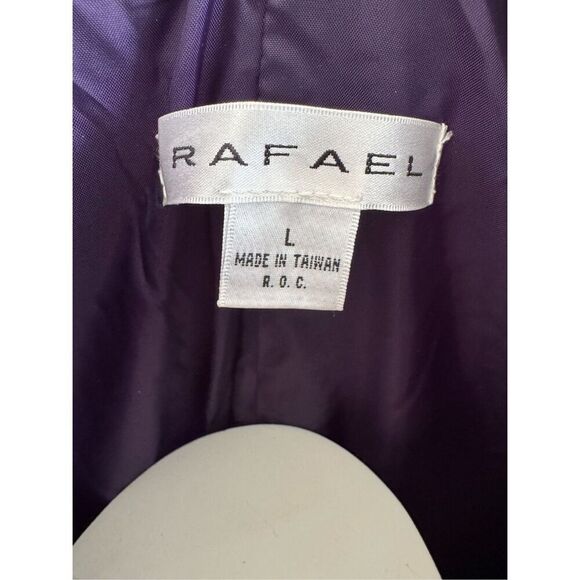 RAFAEL
L
MADE IN TAIWAN
R. O. C.